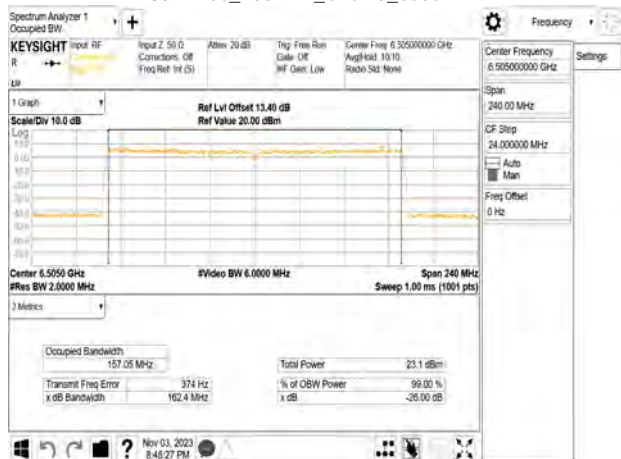 Spectrum Analyzer 1
Occupied BW
+
Frequency
KEYSIGHT Input: RF
R
Input Z: 50 Ω
Corrections: Off
Freq Ref: Int (S)
Atten: 20 dB
Trig: Free Run
Gate: Off
#IF Gain: Low
Center Freq: 6.505000000 GHz
Avg|Hold: 10/10
Radio Std: None
Center Frequency
6.505000000 GHz
Settings
Span
240.00 MHz
CF Step
24.000000 MHz
Auto
Man
Freq Offset
0 Hz
1 Graph
Scale/Div 10.0 dB
Ref Lvl Offset 13.40 dB
Ref Value 20.00 dBm
Log
Center 6.5050 GHz
#Res BW 2.0000 MHz
#Video BW 6.0000 MHz
Span 240 MHz
Sweep 1.00 ms (1001 pts)
2 Metrics
Occupied Bandwidth
157.05 MHz
Total Power 23.1 dBm
Transmit Freq Error 374 Hz
% of OBW Power 99.00 %
x dB Bandwidth 162.4 MHz
x dB -26.00 dB
?
Nov 03, 2023
8:48:27 PM